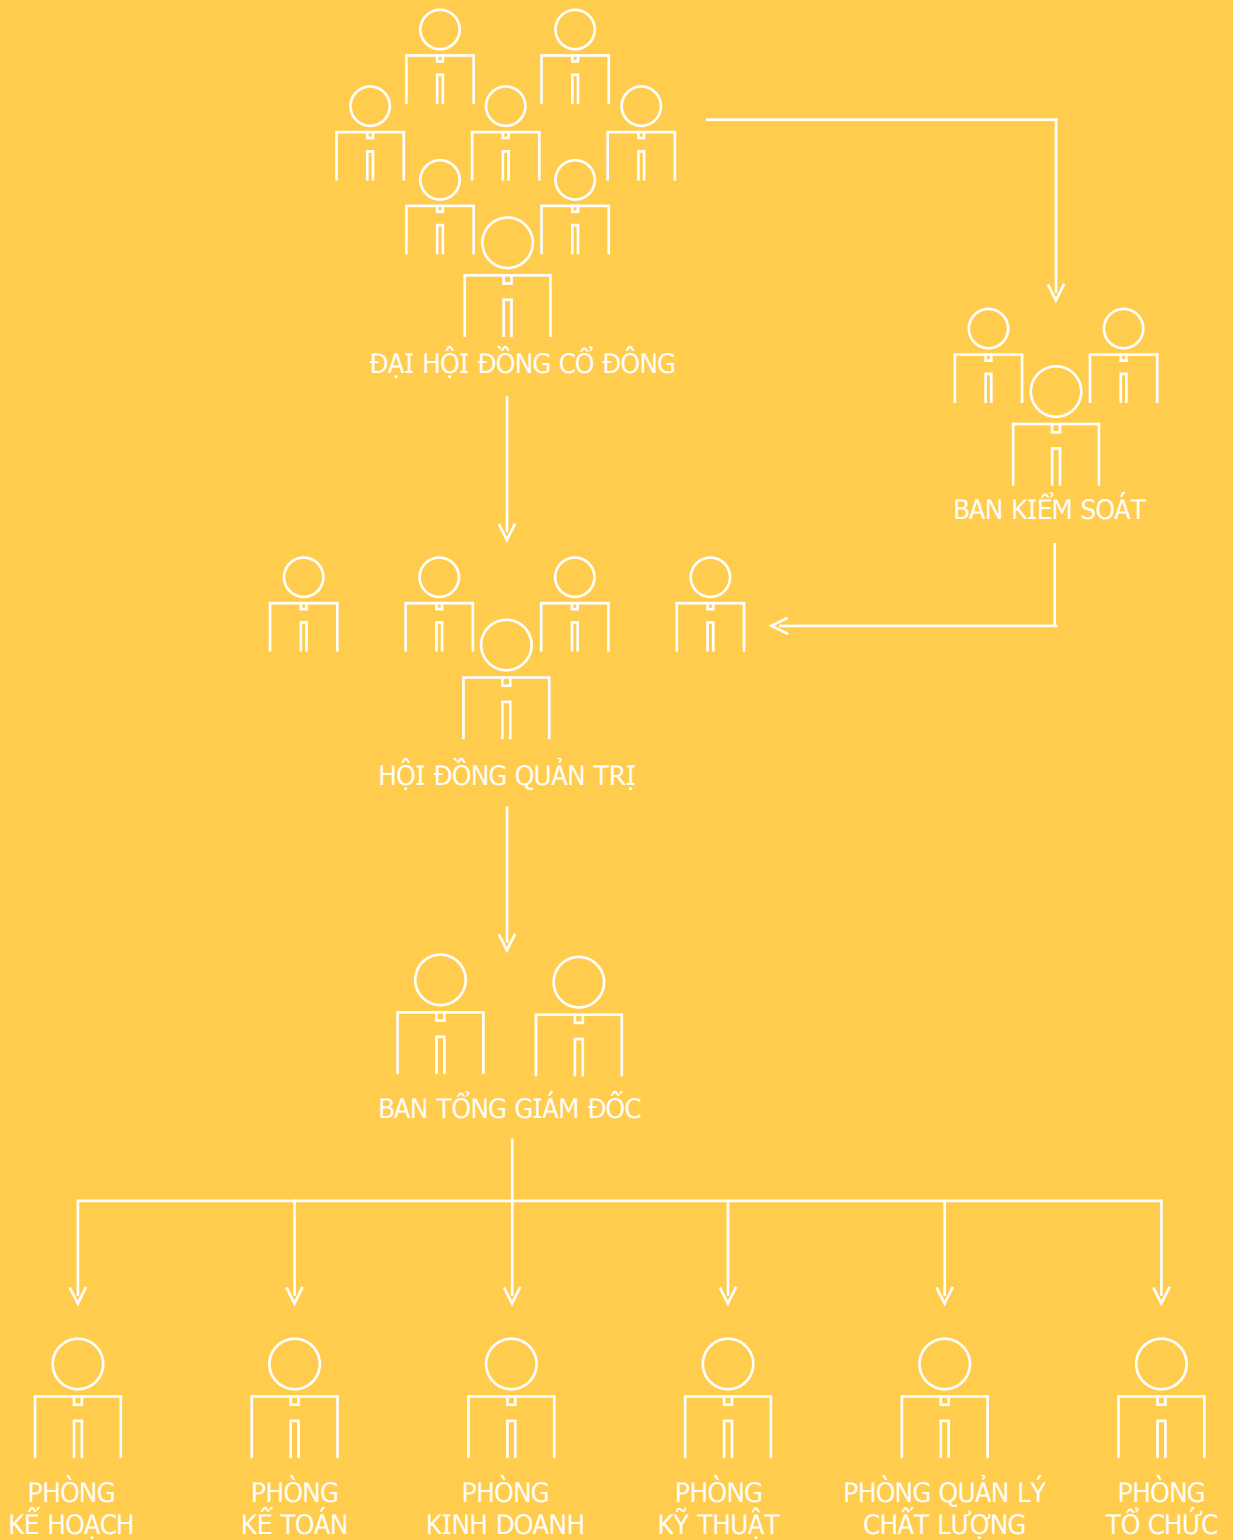 ĐẠI HỘI ĐỒNG CỔ ĐÔNG
BAN KIỂM SOÁT
HỘI ĐỒNG QUẢN TRỊ
BAN TỔNG GIÁM ĐỐC
PHÒNG
KẾ HOẠCH
PHÒNG
KẾ TOÁN
PHÒNG
KINH DOANH
PHÒNG
KỸ THUẬT
PHÒNG QUẢN LÝ
CHẤT LƯỢNG
PHÒNG
TỔ CHỨC